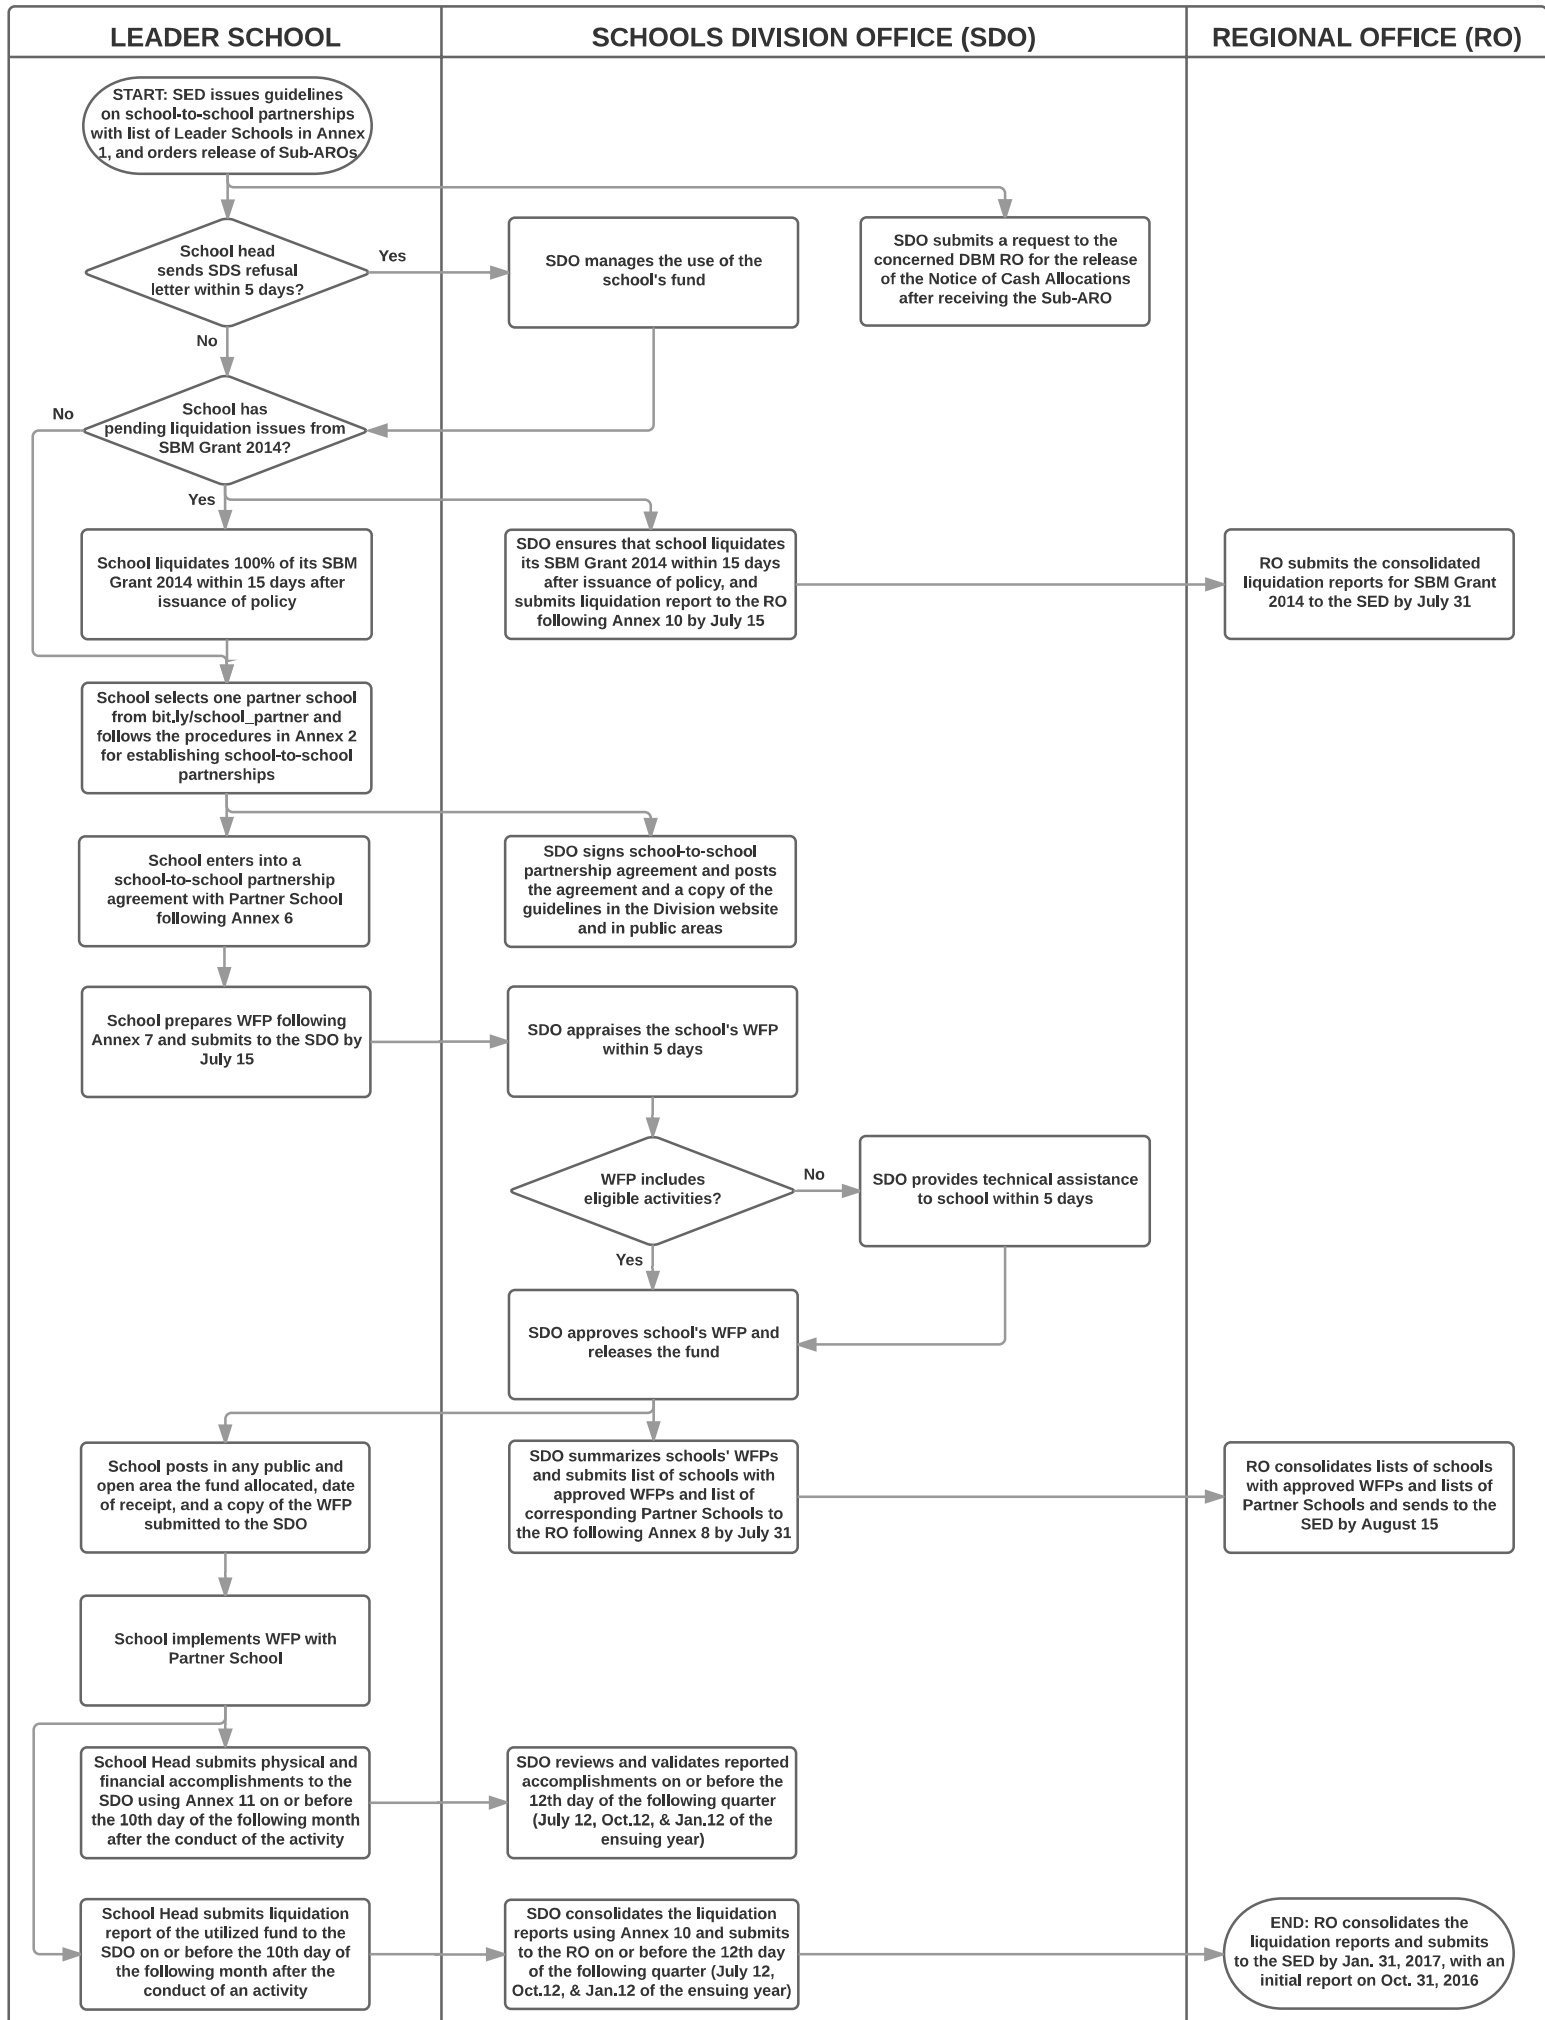 LEADER SCHOOL
SCHOOLS DIVISION OFFICE (SDO)
REGIONAL OFFICE (RO)
START: SED issues guidelines
on school-to-school partnerships
with list of Leader Schools in Annex
1, and orders release of Sub-AROs
School head
sends SDS refusal
letter within 5 days?
Yes
SDO manages the use of the
school's fund
SDO submits a request to the
concerned DBM RO for the release
of the Notice of Cash Allocations
after receiving the Sub-ARO
No
School has
pending liquidation issues from
SBM Grant 2014?
No
Yes
School liquidates 100% of its SBM
Grant 2014 within 15 days after
issuance of policy
SDO ensures that school liquidates
its SBM Grant 2014 within 15 days
after issuance of policy, and
submits liquidation report to the RO
following Annex 10 by July 15
RO submits the consolidated
liquidation reports for SBM Grant
2014 to the SED by July 31
School selects one partner school
from bit.ly/school_partner and
follows the procedures in Annex 2
for establishing school-to-school
partnerships
School enters into a
school-to-school partnership
agreement with Partner School
following Annex 6
SDO signs school-to-school
partnership agreement and posts
the agreement and a copy of the
guidelines in the Division website
and in public areas
School prepares WFP following
Annex 7 and submits to the SDO by
July 15
SDO appraises the school's WFP
within 5 days
WFP includes
eligible activities?
No
SDO provides technical assistance
to school within 5 days
Yes
SDO approves school's WFP and
releases the fund
School posts in any public and
open area the fund allocated, date
of receipt, and a copy of the WFP
submitted to the SDO
SDO summarizes schools' WFPs
and submits list of schools with
approved WFPs and list of
corresponding Partner Schools to
the RO following Annex 8 by July 31
RO consolidates lists of schools
with approved WFPs and lists of
Partner Schools and sends to the
SED by August 15
School implements WFP with
Partner School
School Head submits physical and
financial accomplishments to the
SDO using Annex 11 on or before
the 10th day of the following month
after the conduct of the activity
SDO reviews and validates reported
accomplishments on or before the
12th day of the following quarter
(July 12, Oct.12, & Jan.12 of the
ensuing year)
School Head submits liquidation
report of the utilized fund to the
SDO on or before the 10th day of
the following month after the
conduct of an activity
SDO consolidates the liquidation
reports using Annex 10 and submits
to the RO on or before the 12th day
of the following quarter (July 12,
Oct.12, & Jan.12 of the ensuing year)
END: RO consolidates the
liquidation reports and submits
to the SED by Jan. 31, 2017, with an
initial report on Oct. 31, 2016